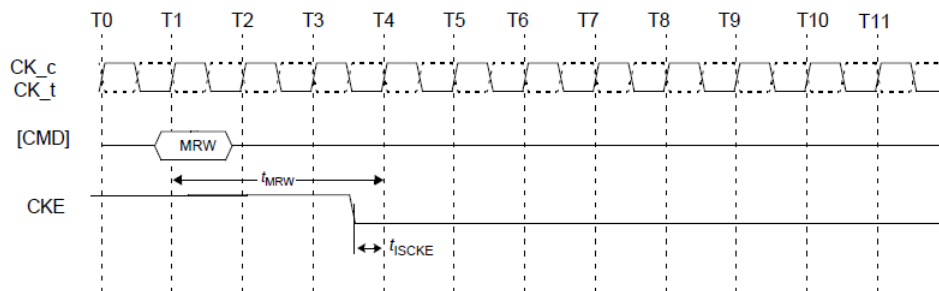 T0 T1 T2 T3 T4 T5 T6 T7 T8 T9 T10 T11
CK_c
CK_t
[CMD] MRW
tMRW
CKE
tISCKE